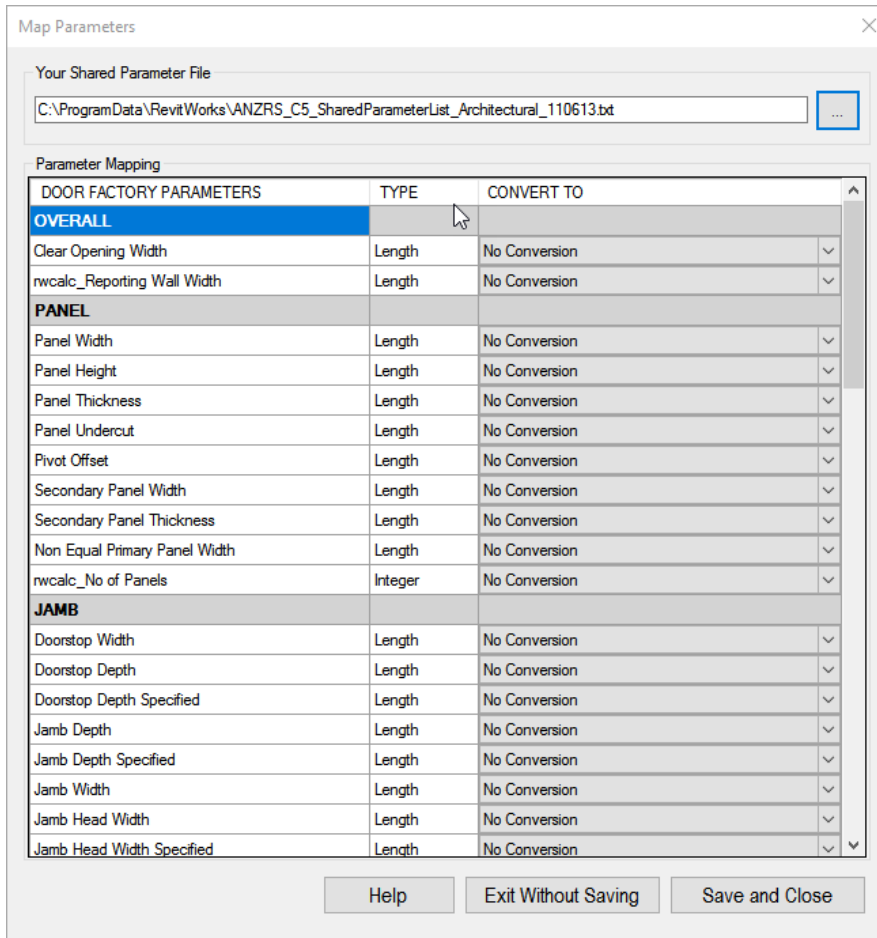 Map Parameters
Your Shared Parameter File
C:\ProgramData\RevitWorks\ANZRS_C5_SharedParameterList_Architectural_110613.txt
...
Parameter Mapping
DOOR FACTORY PARAMETERS TYPE CONVERT TO
OVERALL
Clear Opening Width Length No Conversion
rwcalc_Reporting Wall Width Length No Conversion
PANEL
Panel Width Length No Conversion
Panel Height Length No Conversion
Panel Thickness Length No Conversion
Panel Undercut Length No Conversion
Pivot Offset Length No Conversion
Secondary Panel Width Length No Conversion
Secondary Panel Thickness Length No Conversion
Non Equal Primary Panel Width Length No Conversion
rwcalc_No of Panels Integer No Conversion
JAMB
Doorstop Width Length No Conversion
Doorstop Depth Length No Conversion
Doorstop Depth Specified Length No Conversion
Jamb Depth Length No Conversion
Jamb Depth Specified Length No Conversion
Jamb Width Length No Conversion
Jamb Head Width Length No Conversion
Jamb Head Width Specified Length No Conversion
Help Exit Without Saving Save and Close